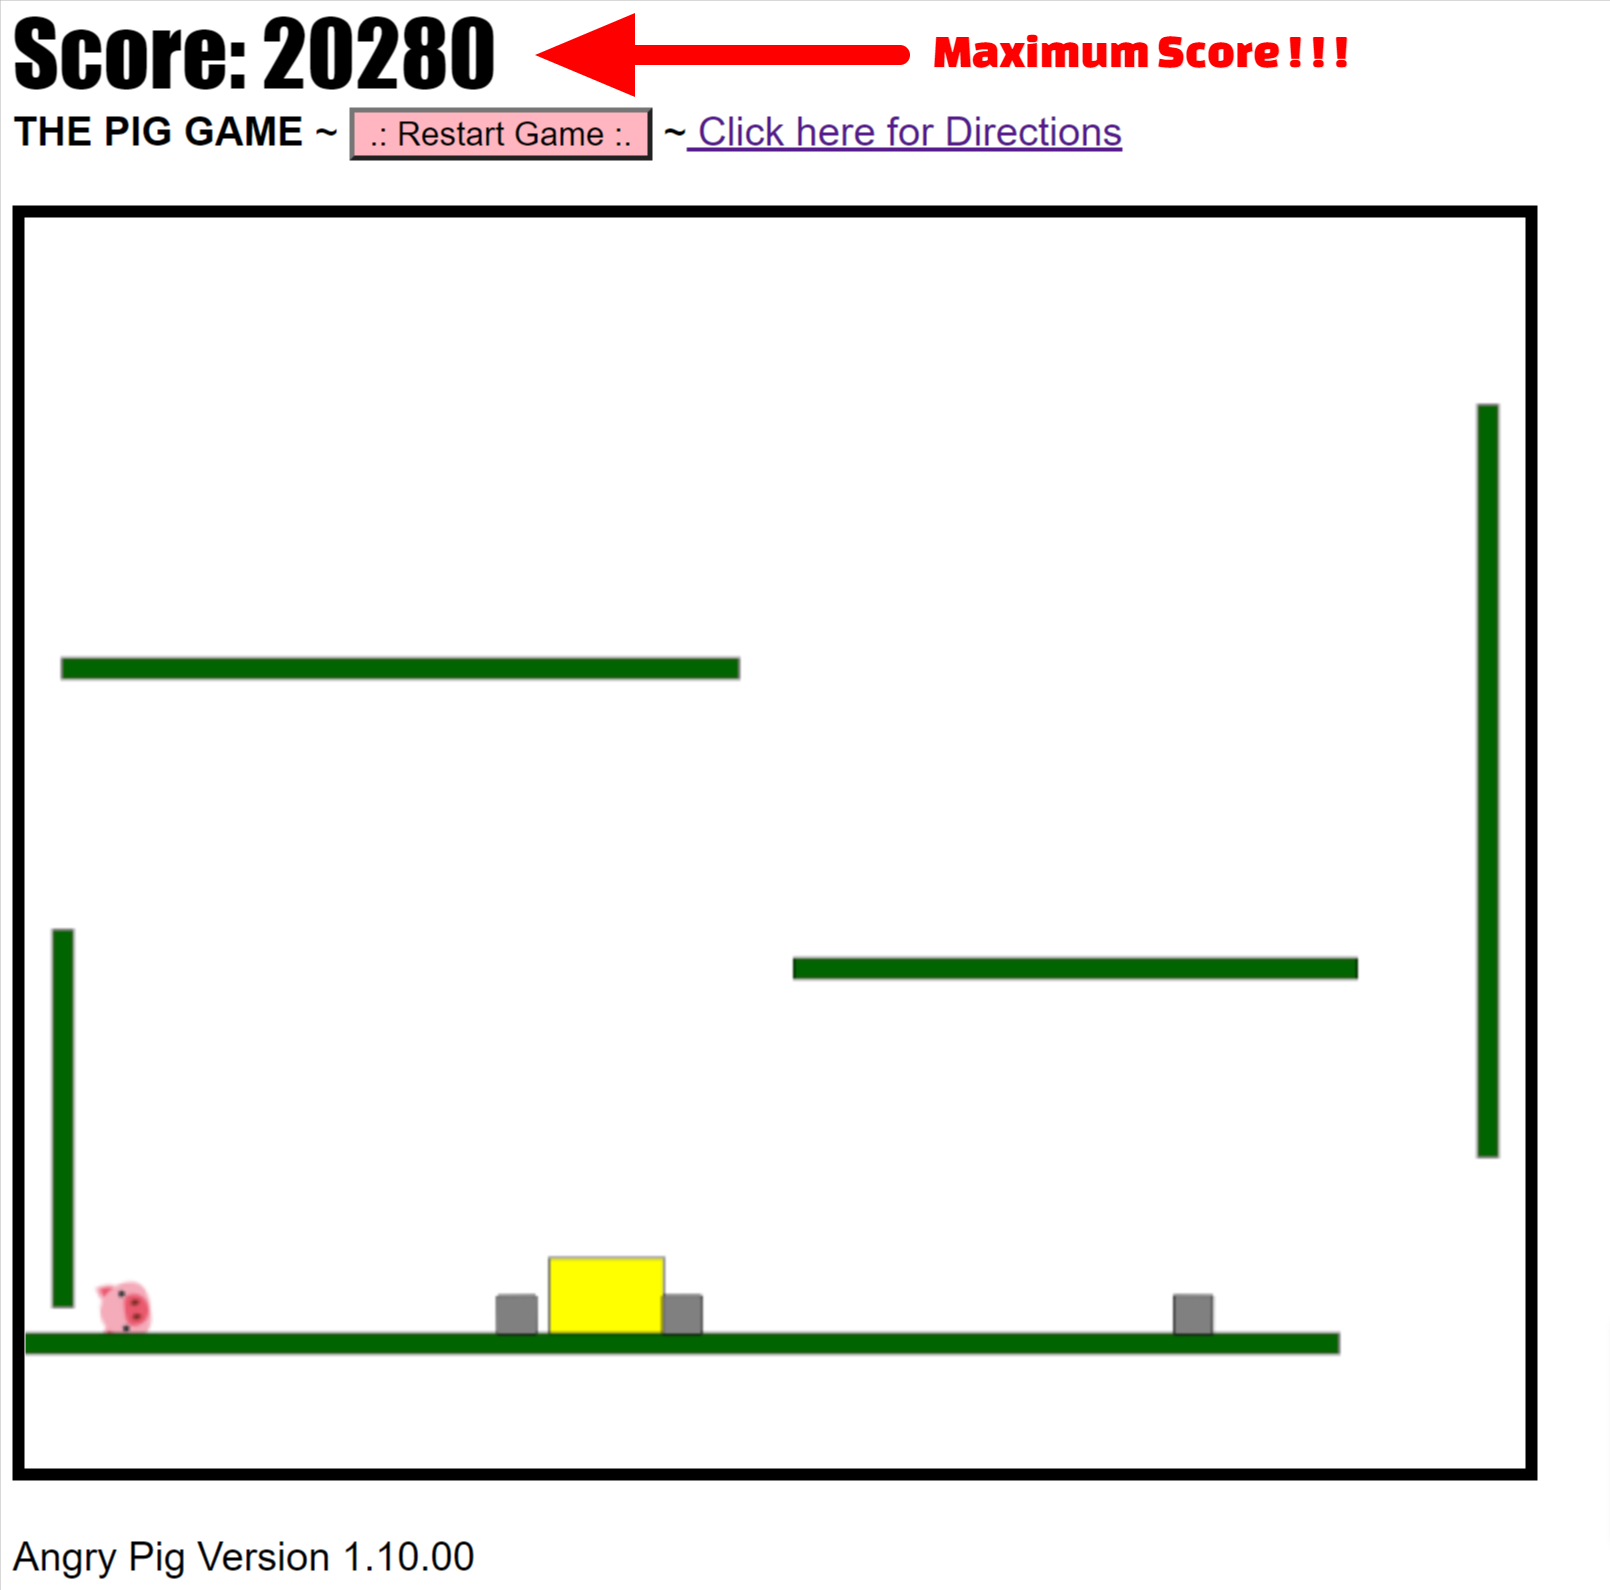 Score: 20280 Maximum Score!!!
THE PIG GAME ~ .: Restart Game :. ~ Click here for Directions
Angry Pig Version 1.10.00